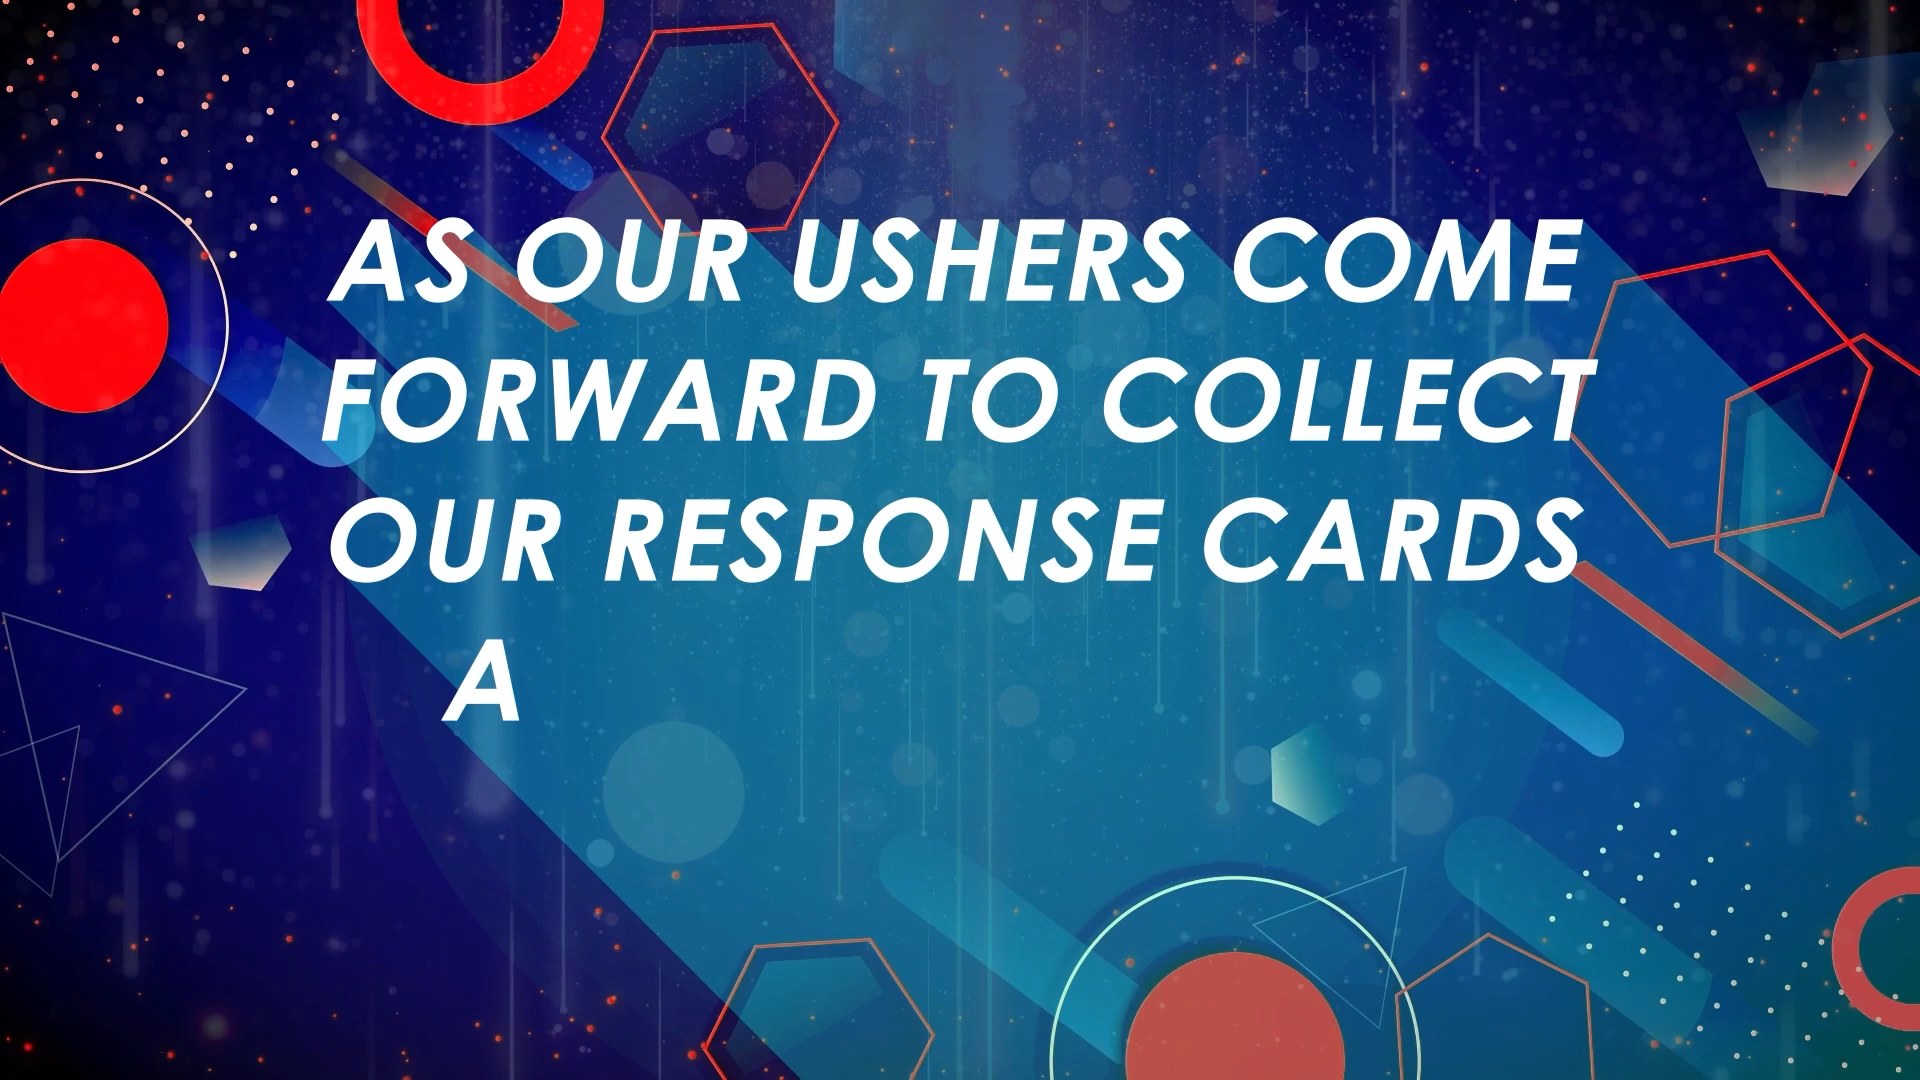 AS OUR USHERS COME
FORWARD TO COLLECT
OUR RESPONSE CARDS
A